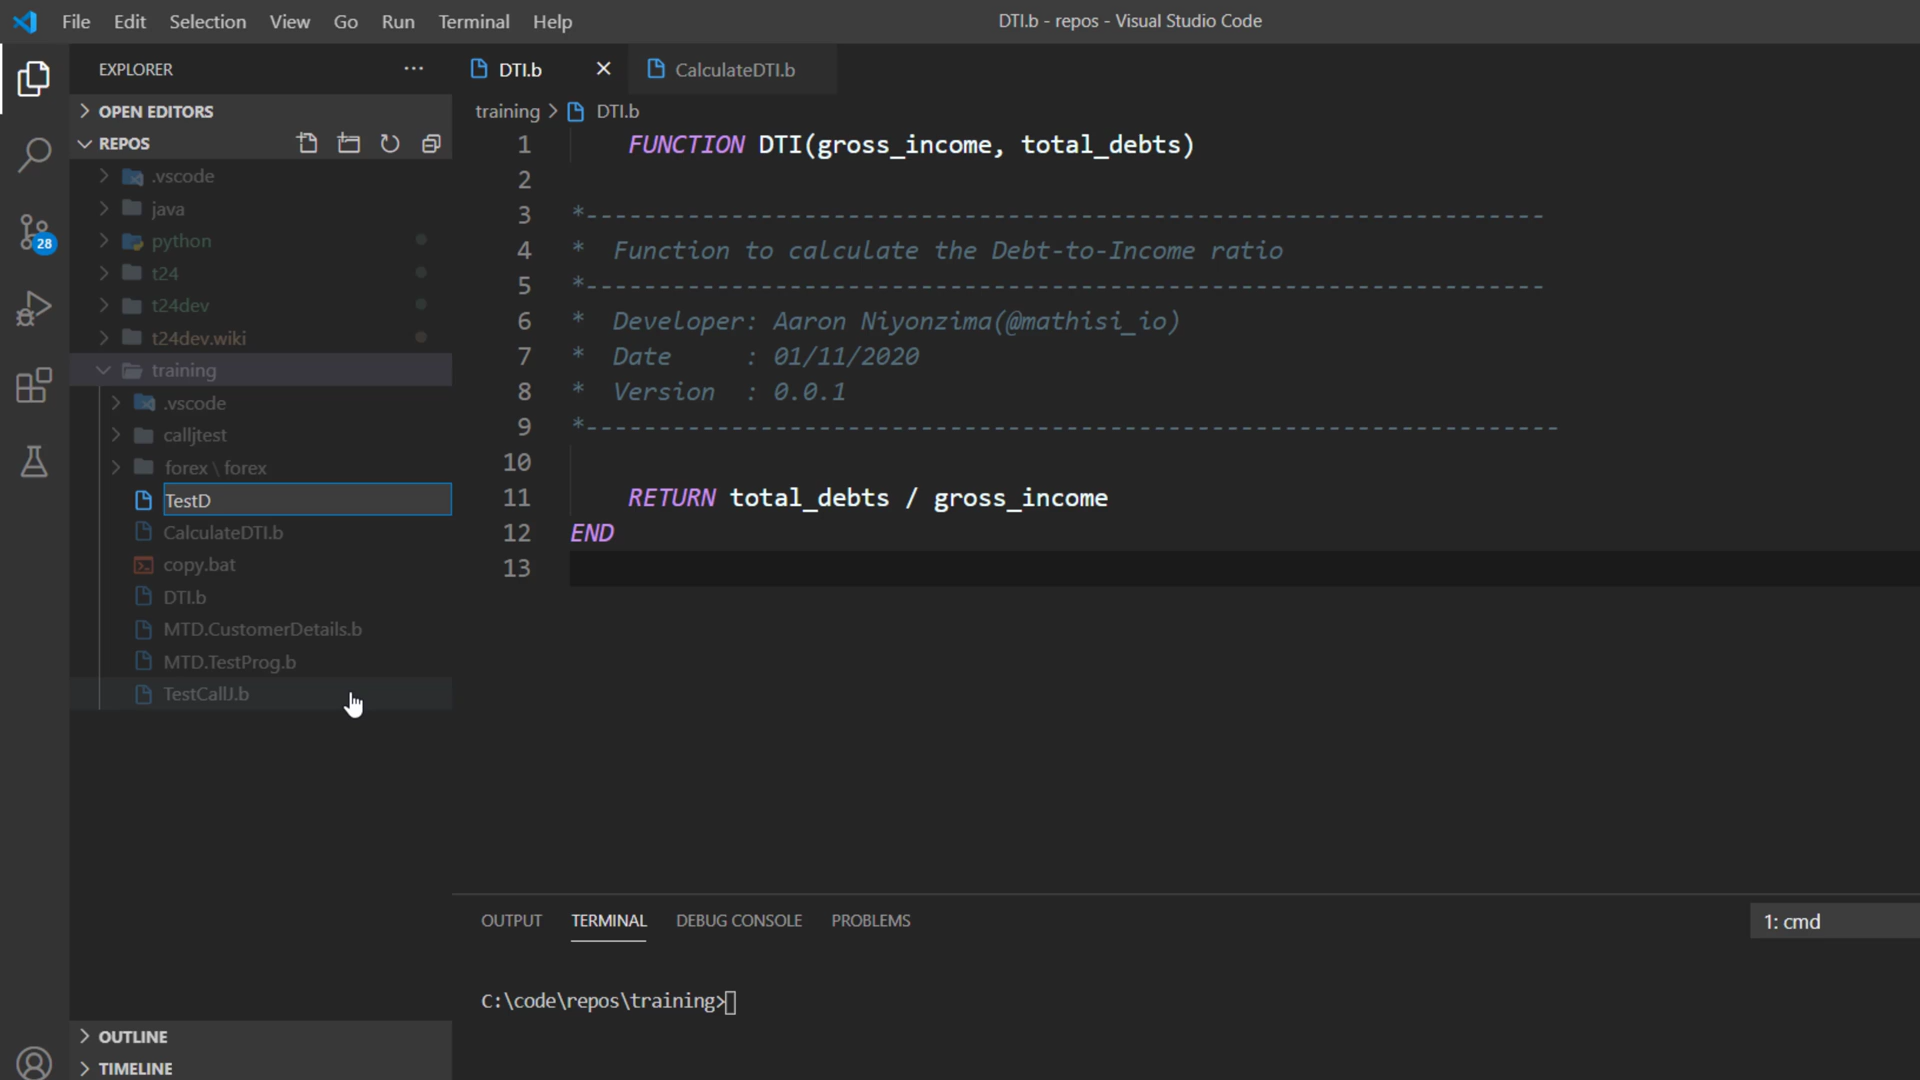 File Edit Selection View Go Run Terminal Help
DTI.b - repos - Visual Studio Code
EXPLORER ···
OPEN EDITORS
REPOS
.vscode
java
python
t24
t24dev
t24dev.wiki
training
.vscode
calljtest
forex \ forex
TestD
CalculateDTI.b
copy.bat
DTI.b
MTD.CustomerDetails.b
MTD.TestProg.b
TestCallJ.b
OUTLINE
TIMELINE
28
DTI.b
CalculateDTI.b
training > DTI.b
1 FUNCTION DTI(gross_income, total_debts)
2
3 *------------------------------------------------------------------
4 * Function to calculate the Debt-to-Income ratio
5 *------------------------------------------------------------------
6 * Developer: Aaron Niyonzima(@mathisi_io)
7 * Date : 01/11/2020
8 * Version : 0.0.1
9 *-------------------------------------------------------------------
10
11 RETURN total_debts / gross_income
12 END
13
OUTPUT TERMINAL DEBUG CONSOLE PROBLEMS
1: cmd
C:\code\repos\training>